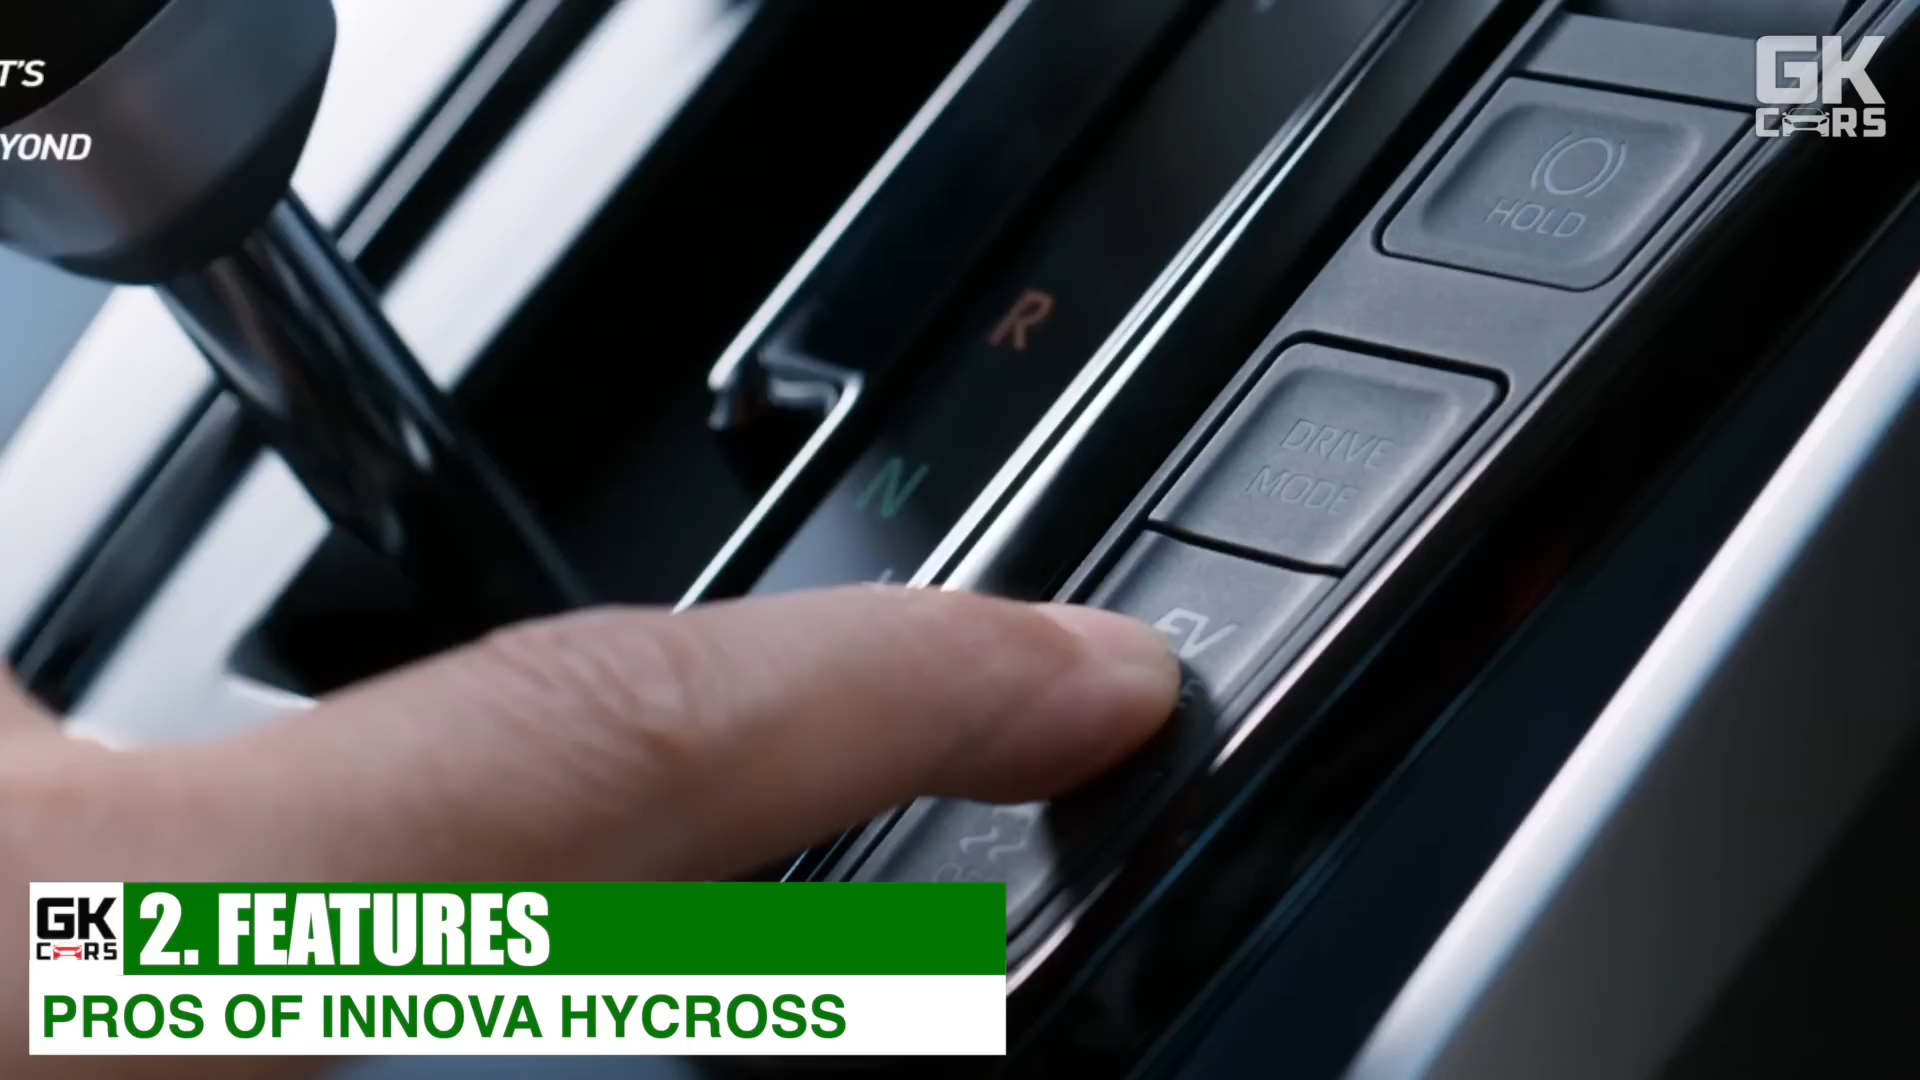 T'S
YOND
GK
CARS
HOLD
R
DRIVE
MODE
N
EV
GK
CARS
2. FEATURES
PROS OF INNOVA HYCROSS